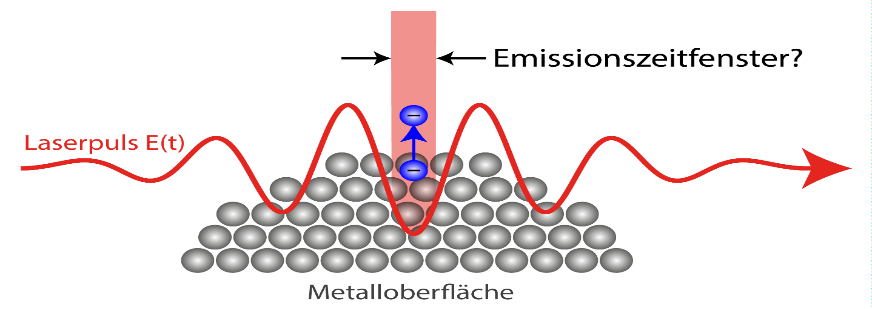 Emissionszeitfenster?
Laserpuls E(t)
−
−
Metalloberfläche